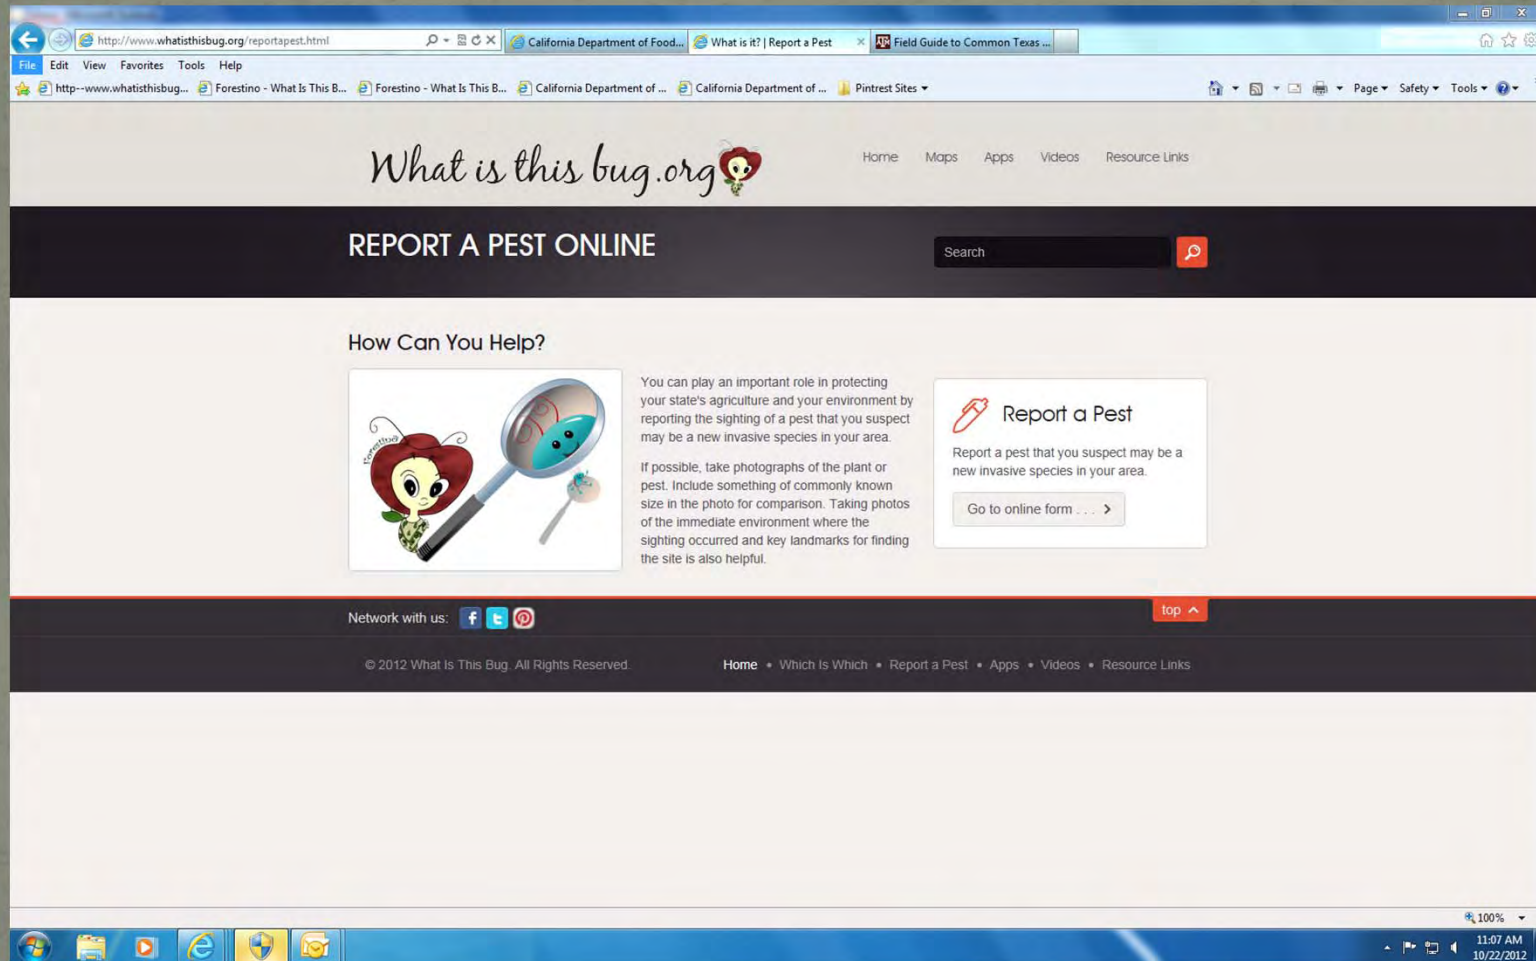 http://www.whatisthisbug.org/reportapest.html
California Department of Food...
What is it? | Report a Pest
Field Guide to Common Texas ...
File Edit View Favorites Tools Help
http--www.whatisthisbug... Forestino - What Is This B... Forestino - What Is This B... California Department of ... California Department of ... Pintrest Sites
Page Safety Tools
What is this bug.org
Home Maps Apps Videos Resource Links
REPORT A PEST ONLINE
Search
How Can You Help?
Forestino
You can play an important role in protecting
your state's agriculture and your environment by
reporting the sighting of a pest that you suspect
may be a new invasive species in your area.
If possible, take photographs of the plant or
pest. Include something of commonly known
size in the photo for comparison. Taking photos
of the immediate environment where the
sighting occurred and key landmarks for finding
the site is also helpful.
Report a Pest
Report a pest that you suspect may be a
new invasive species in your area.
Go to online form . . .
Network with us:
top
© 2012 What Is This Bug. All Rights Reserved.
Home • Which Is Which • Report a Pest • Apps • Videos • Resource Links
100%
11:07 AM
10/22/2012